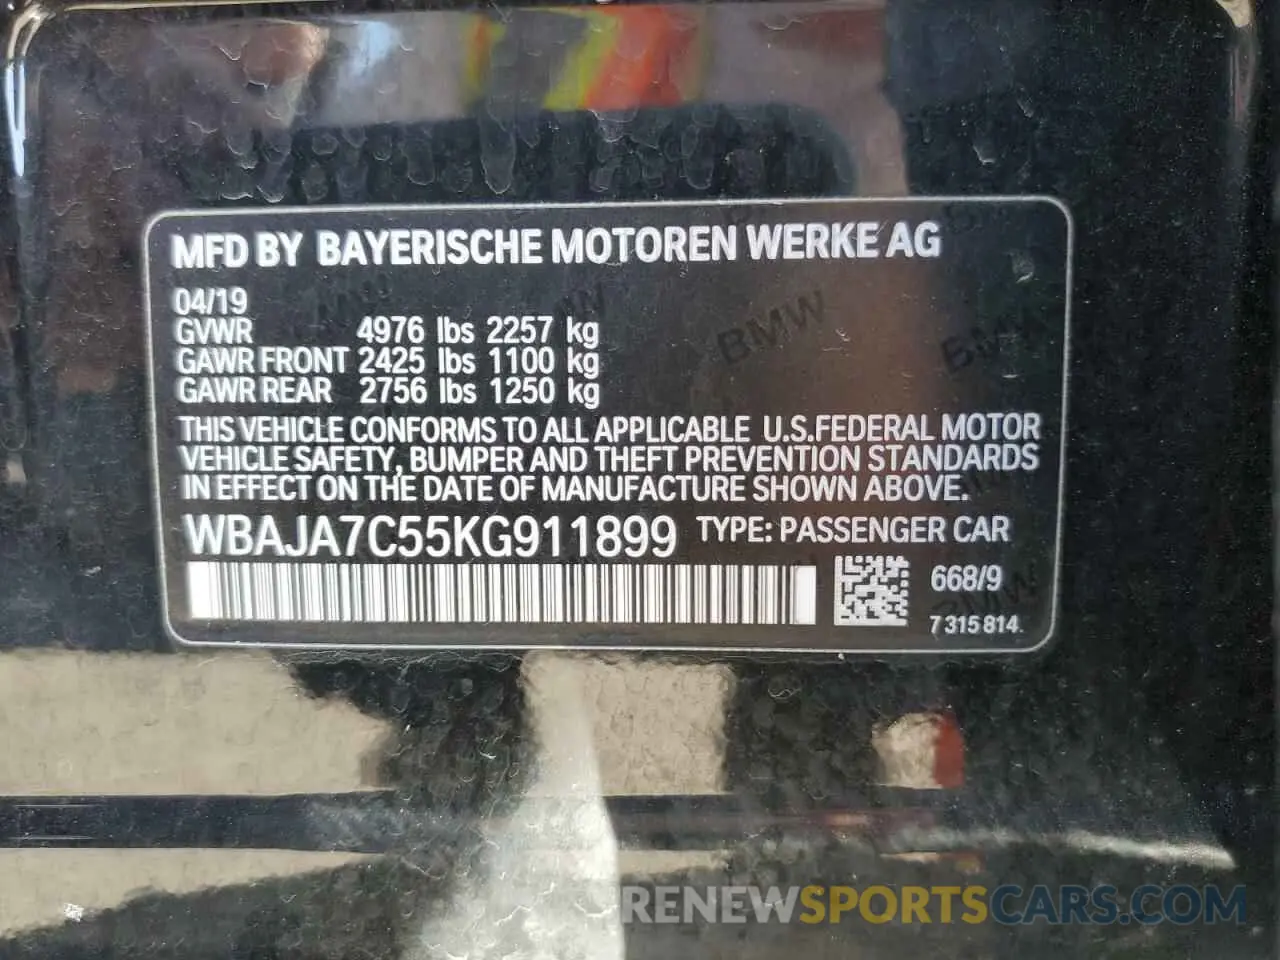 MFD BY BAYERISCHE MOTOREN WERKE AG
04/19
GVWR 4976 lbs 2257 kg
GAWR FRONT 2425 lbs 1100 kg
GAWR REAR 2756 lbs 1250 kg
THIS VEHICLE CONFORMS TO ALL APPLICABLE U.S.FEDERAL MOTOR
VEHICLE SAFETY, BUMPER AND THEFT PREVENTION STANDARDS
IN EFFECT ON THE DATE OF MANUFACTURE SHOWN ABOVE.
WBAJA7C55KG911899 TYPE: PASSENGER CAR
668/9
7 315 814.
BMW
BMW
RENEWSPORTSCARS.COM